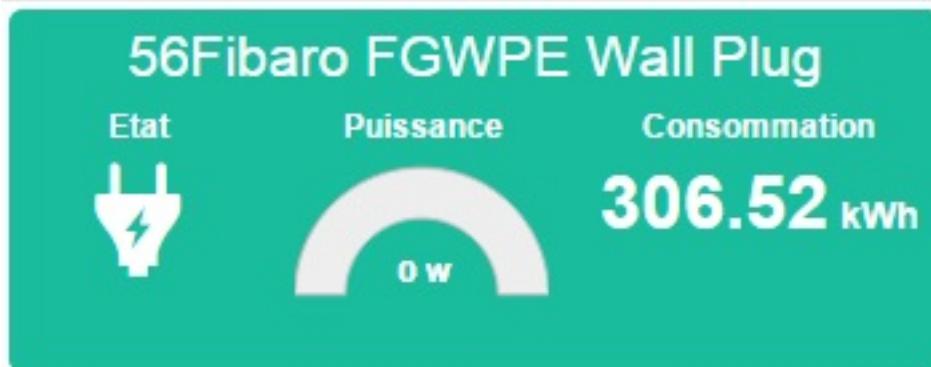 56Fibaro FGWPE Wall Plug
Etat Puissance Consommation
306.52 kWh
0 w